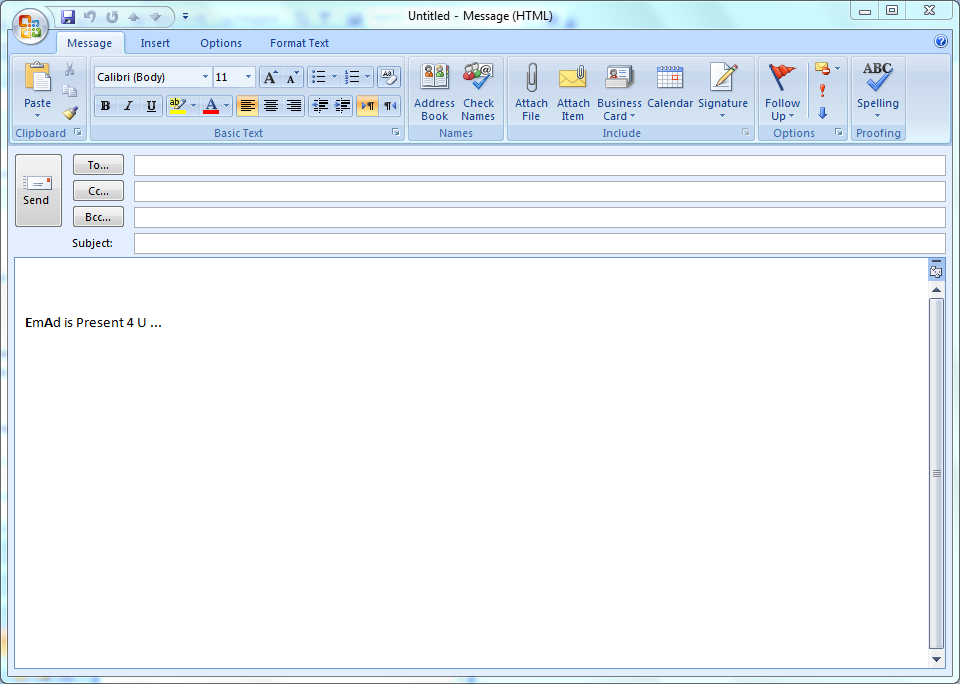 Untitled - Message (HTML)
Message Insert Options Format Text
Calibri (Body) 11
Paste
B I U ab A
Address Book
Check Names
Attach File
Attach Item
Business Card
Calendar
Signature
Follow Up
ABC
Spelling
Clipboard Basic Text Names Include Options Proofing
Send
To...
Cc...
Bcc...
Subject:
EmAd is Present 4 U ...